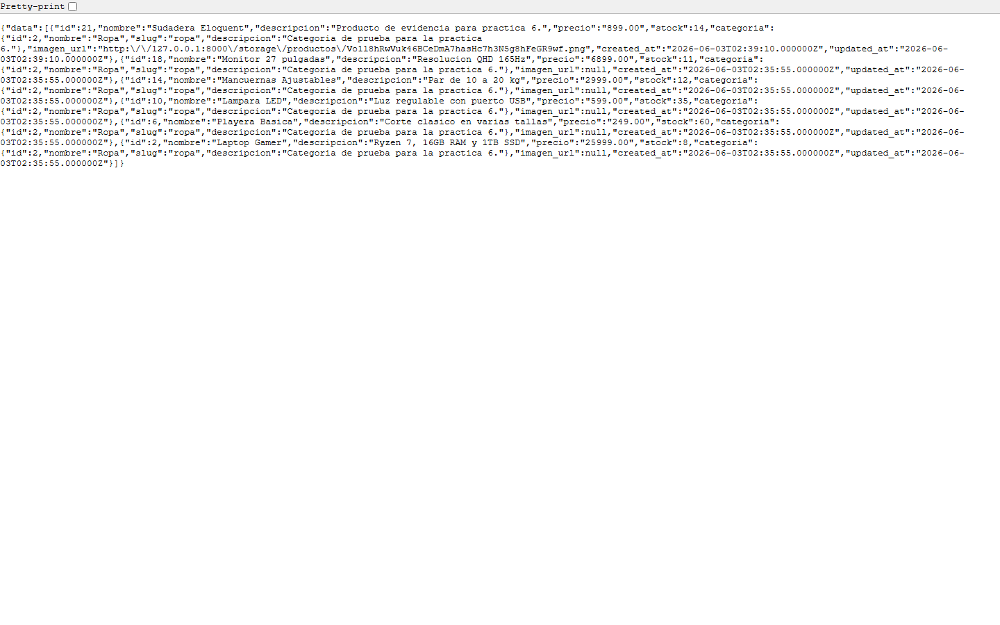 Pretty-print
{"data":[{"id":21,"nombre":"Sudadera Eloquent","descripcion":"Producto de evidencia para practica 6.","precio":"899.00","stock":14,"categoria":
{"id":2,"nombre":"Ropa","slug":"ropa","descripcion":"Categoria de prueba para la practica
6."},"imagen_url":"http:\/\/127.0.0.1:8000\/storage\/productos\/Voll8hRwVuk46BCeDmA7hasHc7h3N5g8hFeGR9wf.png","created_at":"2026-06-03T02:39:10.000000Z","updated_at":"2026-06-
03T02:39:10.000000Z"},{"id":18,"nombre":"Monitor 27 pulgadas","descripcion":"Resolucion QHD 165Hz","precio":"6899.00","stock":11,"categoria":
{"id":2,"nombre":"Ropa","slug":"ropa","descripcion":"Categoria de prueba para la practica 6."},"imagen_url":null,"created_at":"2026-06-03T02:35:55.000000Z","updated_at":"2026-06-
03T02:35:55.000000Z"},{"id":14,"nombre":"Mancuernas Ajustables","descripcion":"Par de 10 a 20 kg","precio":"2999.00","stock":12,"categoria":
{"id":2,"nombre":"Ropa","slug":"ropa","descripcion":"Categoria de prueba para la practica 6."},"imagen_url":null,"created_at":"2026-06-03T02:35:55.000000Z","updated_at":"2026-06-
03T02:35:55.000000Z"},{"id":10,"nombre":"Lampara LED","descripcion":"Luz regulable con puerto USB","precio":"599.00","stock":35,"categoria":
{"id":2,"nombre":"Ropa","slug":"ropa","descripcion":"Categoria de prueba para la practica 6."},"imagen_url":null,"created_at":"2026-06-03T02:35:55.000000Z","updated_at":"2026-06-
03T02:35:55.000000Z"},{"id":6,"nombre":"Playera Basica","descripcion":"Corte clasico en varias tallas","precio":"249.00","stock":60,"categoria":
{"id":2,"nombre":"Ropa","slug":"ropa","descripcion":"Categoria de prueba para la practica 6."},"imagen_url":null,"created_at":"2026-06-03T02:35:55.000000Z","updated_at":"2026-06-
03T02:35:55.000000Z"},{"id":2,"nombre":"Laptop Gamer","descripcion":"Ryzen 7, 16GB RAM y 1TB SSD","precio":"25999.00","stock":8,"categoria":
{"id":2,"nombre":"Ropa","slug":"ropa","descripcion":"Categoria de prueba para la practica 6."},"imagen_url":null,"created_at":"2026-06-03T02:35:55.000000Z","updated_at":"2026-06-
03T02:35:55.000000Z"}]}